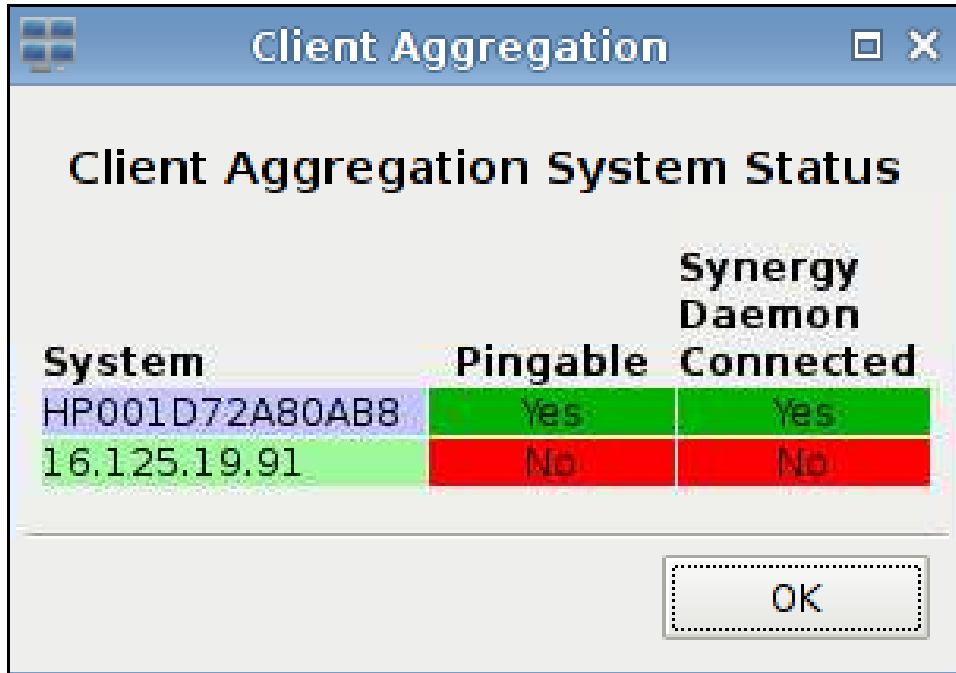 Client Aggregation
Client Aggregation System Status
System Pingable Synergy Daemon Connected
HP001D72A80AB8 Yes Yes
16.125.19.91 No No
OK